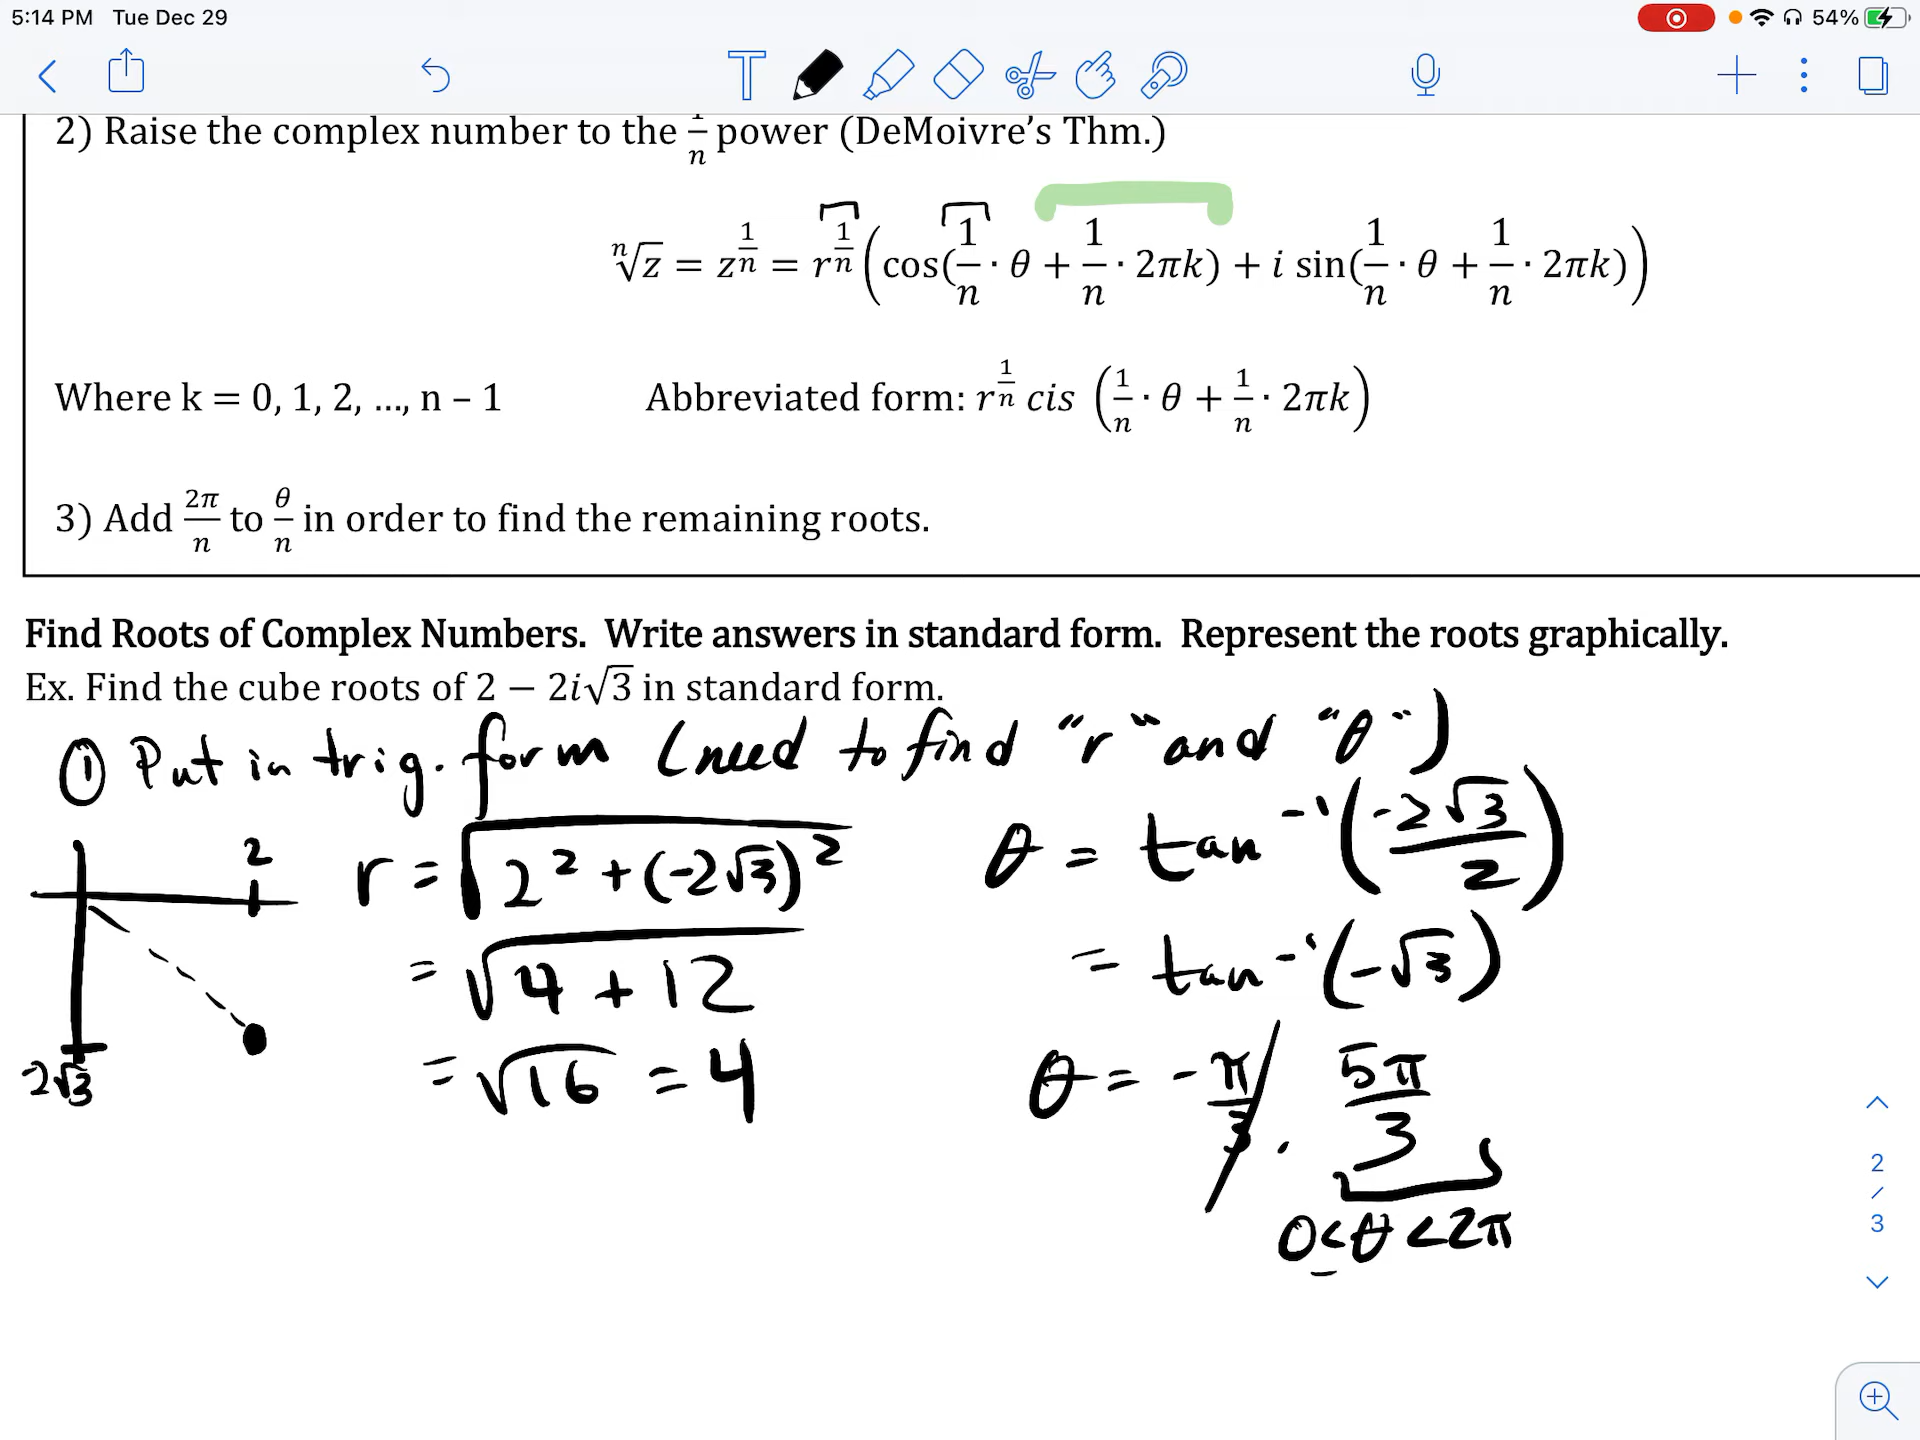 5:14 PM Tue Dec 29
54%
T
2) Raise the complex number to the 1/n power (DeMoivre's Thm.)
ⁿ√z = z^(1/n) = r^(1/n) (cos(1/n · θ + 1/n · 2πk) + i sin(1/n · θ + 1/n · 2πk))
Where k = 0, 1, 2, ..., n – 1 Abbreviated form: r^(1/n) cis (1/n · θ + 1/n · 2πk)
3) Add 2π/n to θ/n in order to find the remaining roots.
Find Roots of Complex Numbers. Write answers in standard form. Represent the roots graphically.
Ex. Find the cube roots of 2 − 2i√3 in standard form.
① Put in trig. form (need to find "r" and "θ")
2
-2√3
r = √(2² + (-2√3)²)
= √(4 + 12)
= √16 = 4
θ = tan⁻¹(-2√3/2)
= tan⁻¹(-√3)
θ = -π/3 . 5π/3
0 ≤ θ < 2π
2
/
3